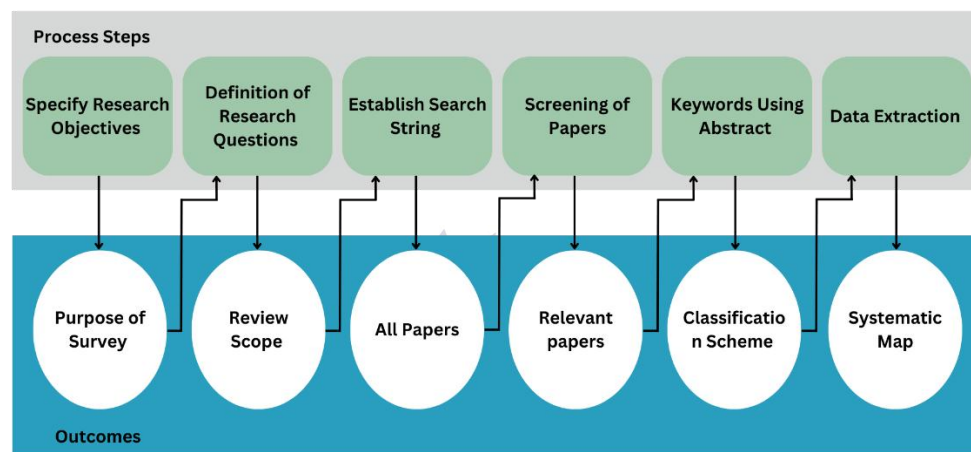 Process Steps
Specify Research
Objectives
Definition of
Research
Questions
Establish Search
String
Screening of
Papers
Keywords Using
Abstract
Data Extraction
Purpose of
Survey
Review
Scope
All Papers
Relevant
papers
Classificatio
n Scheme
Systematic
Map
Outcomes